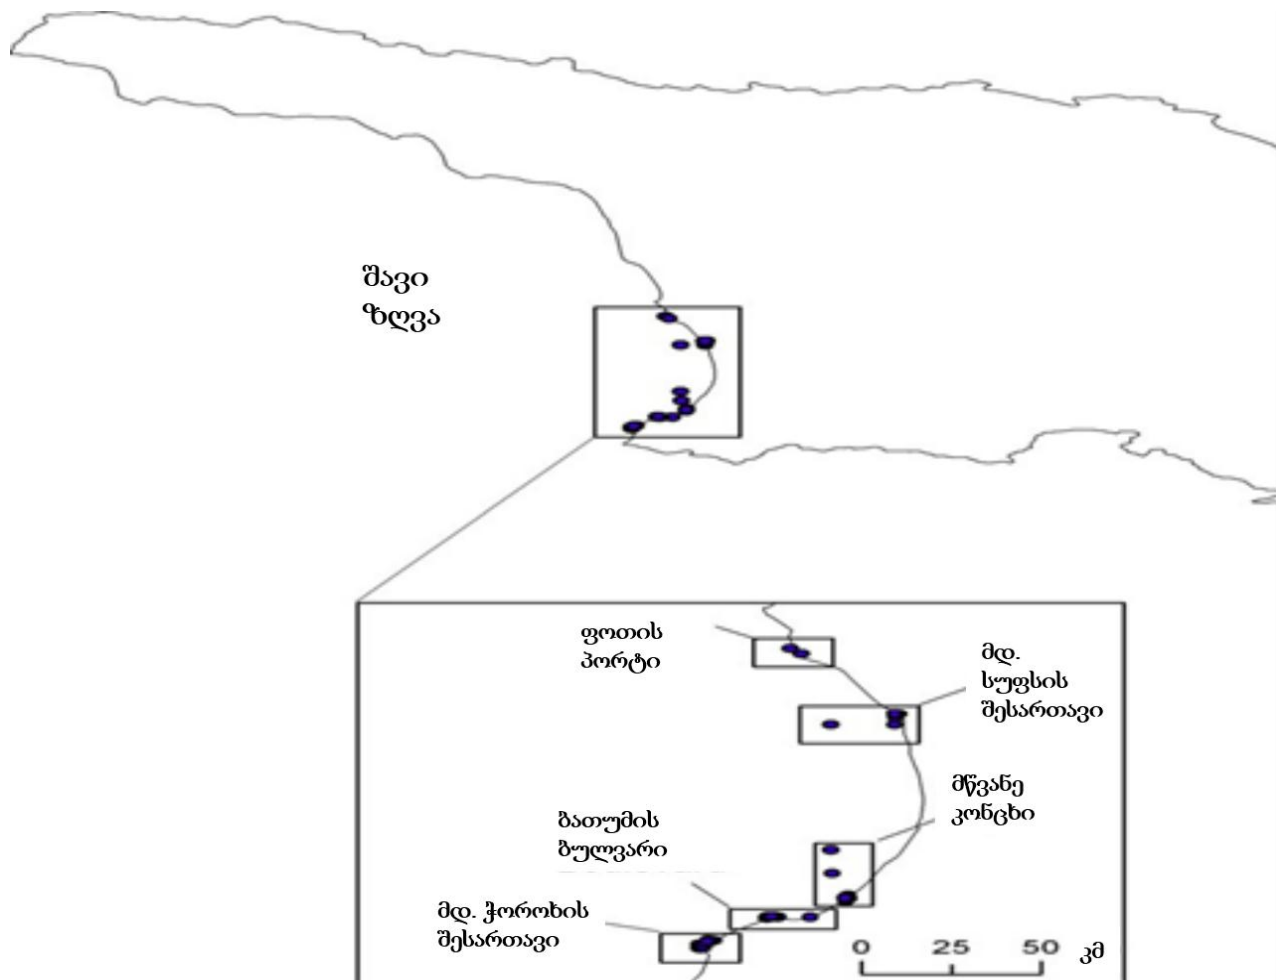 შავი
ზღვა
ფოთის
პორტი
მდ.
სუფსის
შესართავი
მწვანე
კონცხი
ბათუმის
ბულვარი
მდ. ჭოროხის
შესართავი
0 25 50 კმ